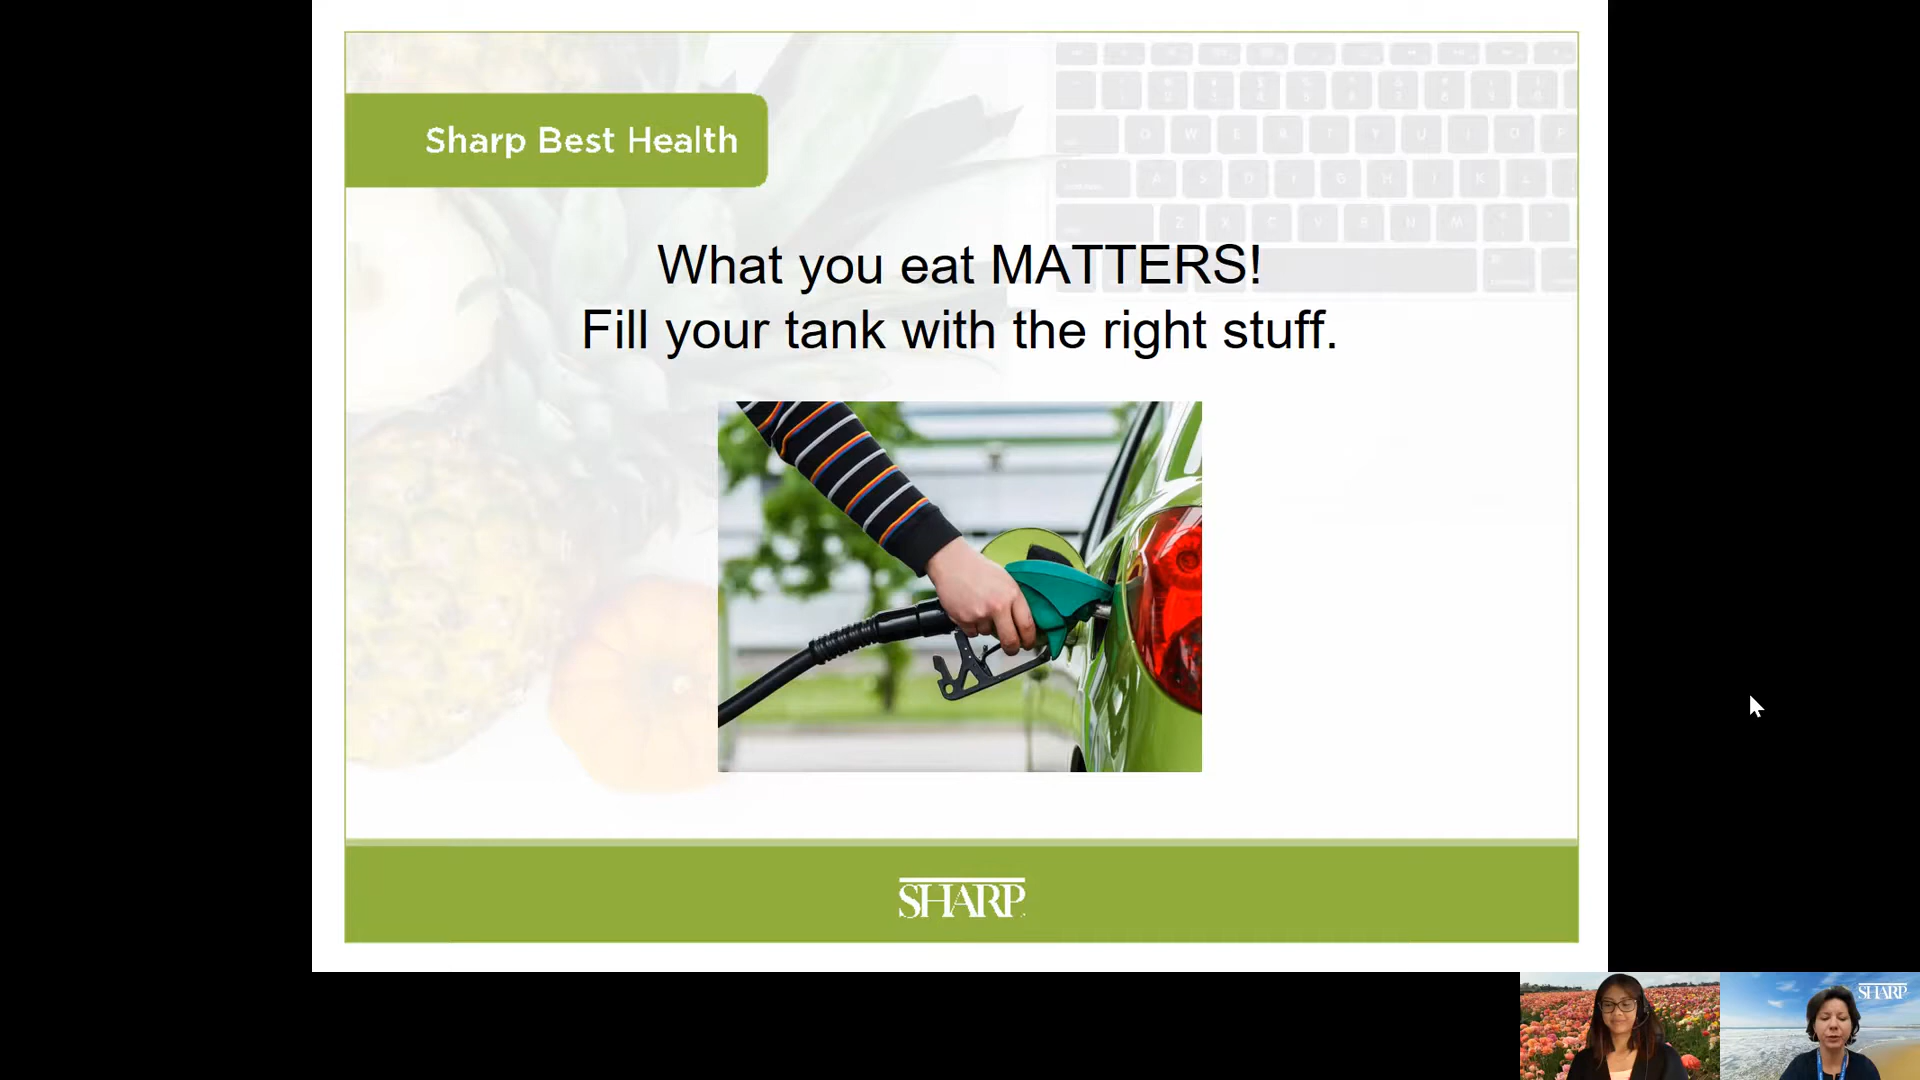 Sharp Best Health
What you eat MATTERS!
Fill your tank with the right stuff.
SHARP
SHARP